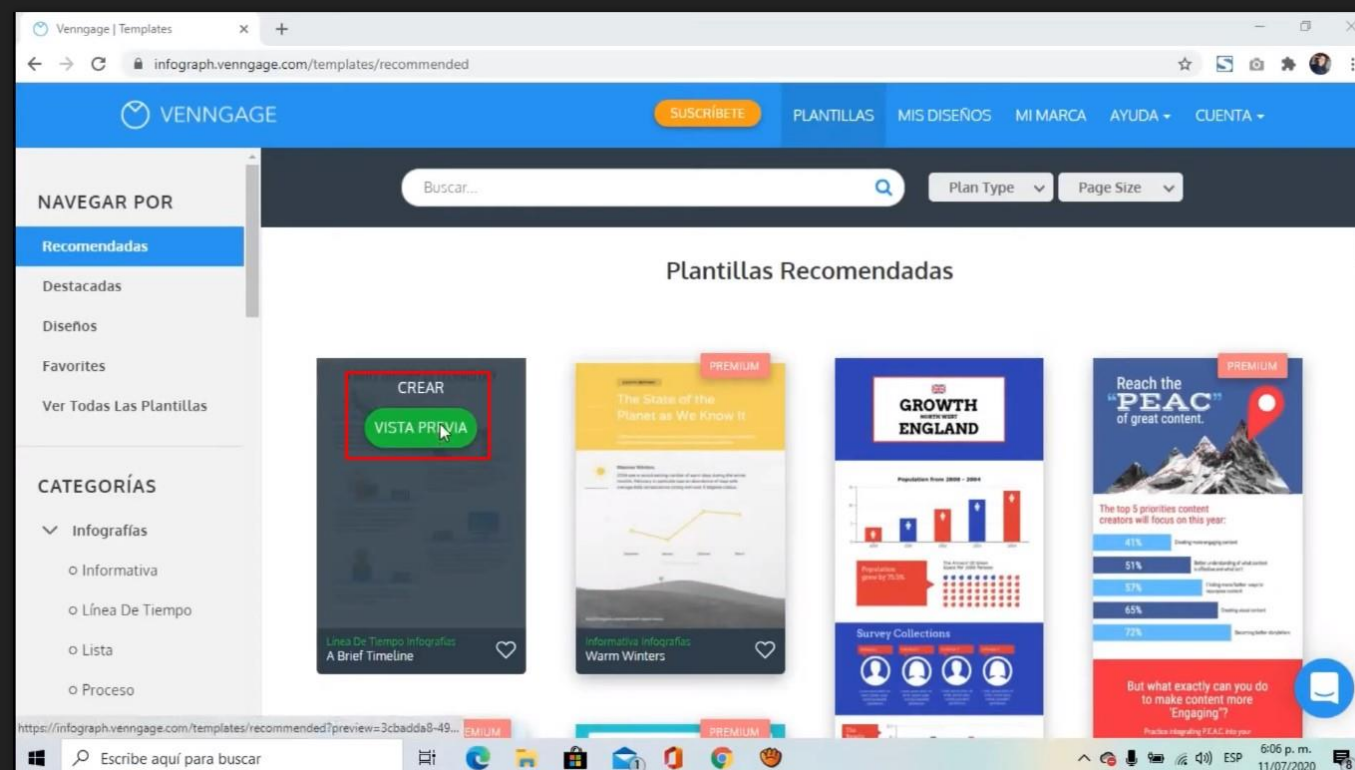 Venngage | Templates
infograph.venngage.com/templates/recommended
VENNGAGE
SUSCRÍBETE
PLANTILLAS
MIS DISEÑOS
MI MARCA
AYUDA
CUENTA
Buscar...
Plan Type
Page Size
NAVEGAR POR
Recomendadas
Destacadas
Diseños
Favorites
Ver Todas Las Plantillas
CATEGORÍAS
Infografías
Informativa
Línea De Tiempo
Lista
Proceso
Plantillas Recomendadas
CREAR
VISTA PREVIA
Línea De Tiempo Infografías
A Brief Timeline
PREMIUM
The State of the
Planet as We Know It
Informativa Infografías
Warm Winters
GROWTH
NORTH WEST
ENGLAND
Population from 2000 - 2004
Population
grew by 75.5%
Survey Collections
PREMIUM
Reach the
"PEAC"
of great content.
The top 5 priorities content
creators will focus on this year:
41%
51%
57%
65%
72%
But what exactly can you do
to make content more
"Engaging"?
EMIUM
PREMIUM
https://infograph.venngage.com/templates/recommended?preview=3cbadda8-49...
Escribe aquí para buscar
ESP
6:06 p. m.
11/07/2020